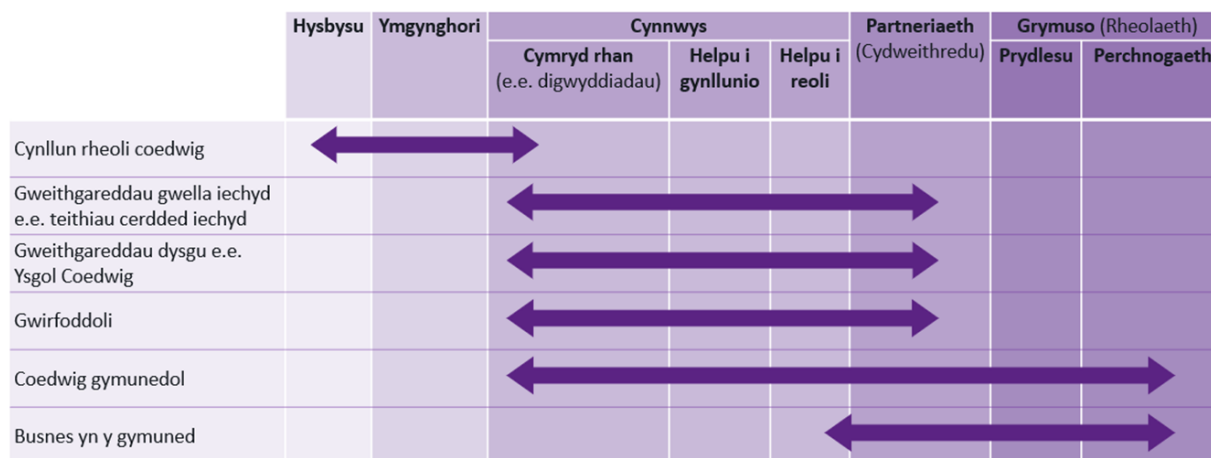 Hysbysu Ymgynghori Cynnwys Partneriaeth (Cydweithredu) Grymuso (Rheolaeth)
Cymryd rhan (e.e. digwyddiadau) Helpu i gynllunio Helpu i reoli Prydlesu Perchnogaeth
Cynllun rheoli coedwig
Gweithgareddau gwella iechyd
e.e. teithiau cerdded iechyd
Gweithgareddau dysgu e.e.
Ysgol Coedwig
Gwirfoddoli
Coedwig gymunedol
Busnes yn y gymuned